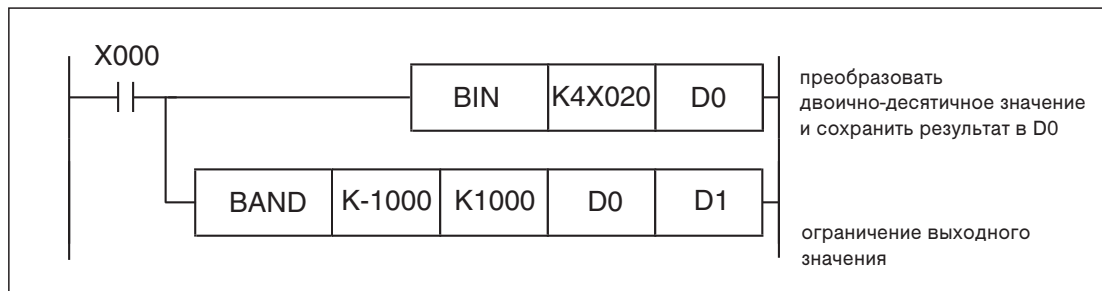 X000
BIN K4X020 D0
преобразовать
двоично-десятичное значение
и сохранить результат в D0
BAND K-1000 K1000 D0 D1
ограничение выходного
значения